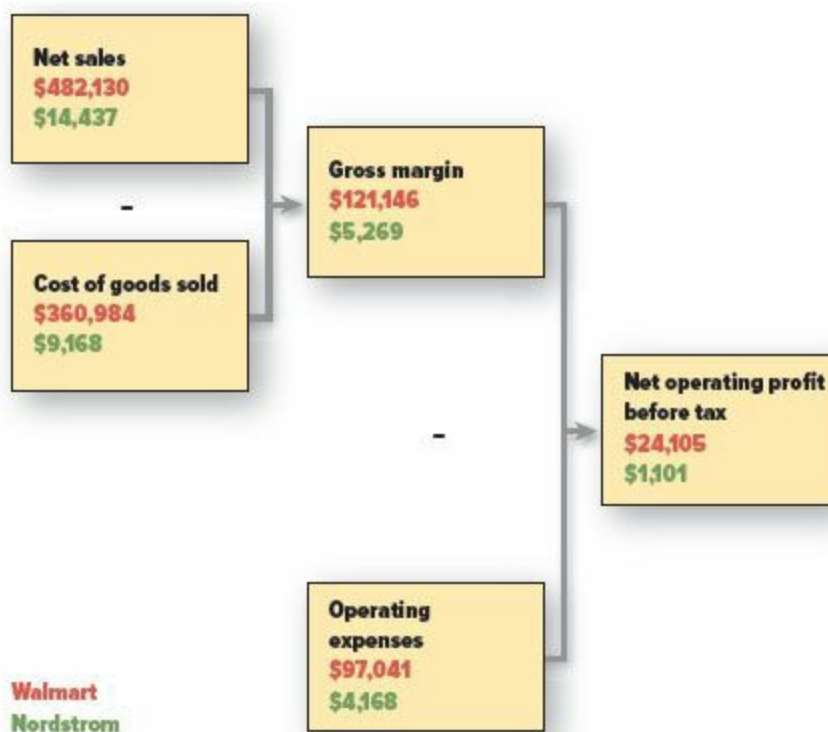 Net sales
$482,130
$14,437
-
Cost of goods sold
$360,984
$9,168
Gross margin
$121,146
$5,269
-
Operating
expenses
$97,041
$4,168
Net operating profit
before tax
$24,105
$1,101
Walmart
Nordstrom